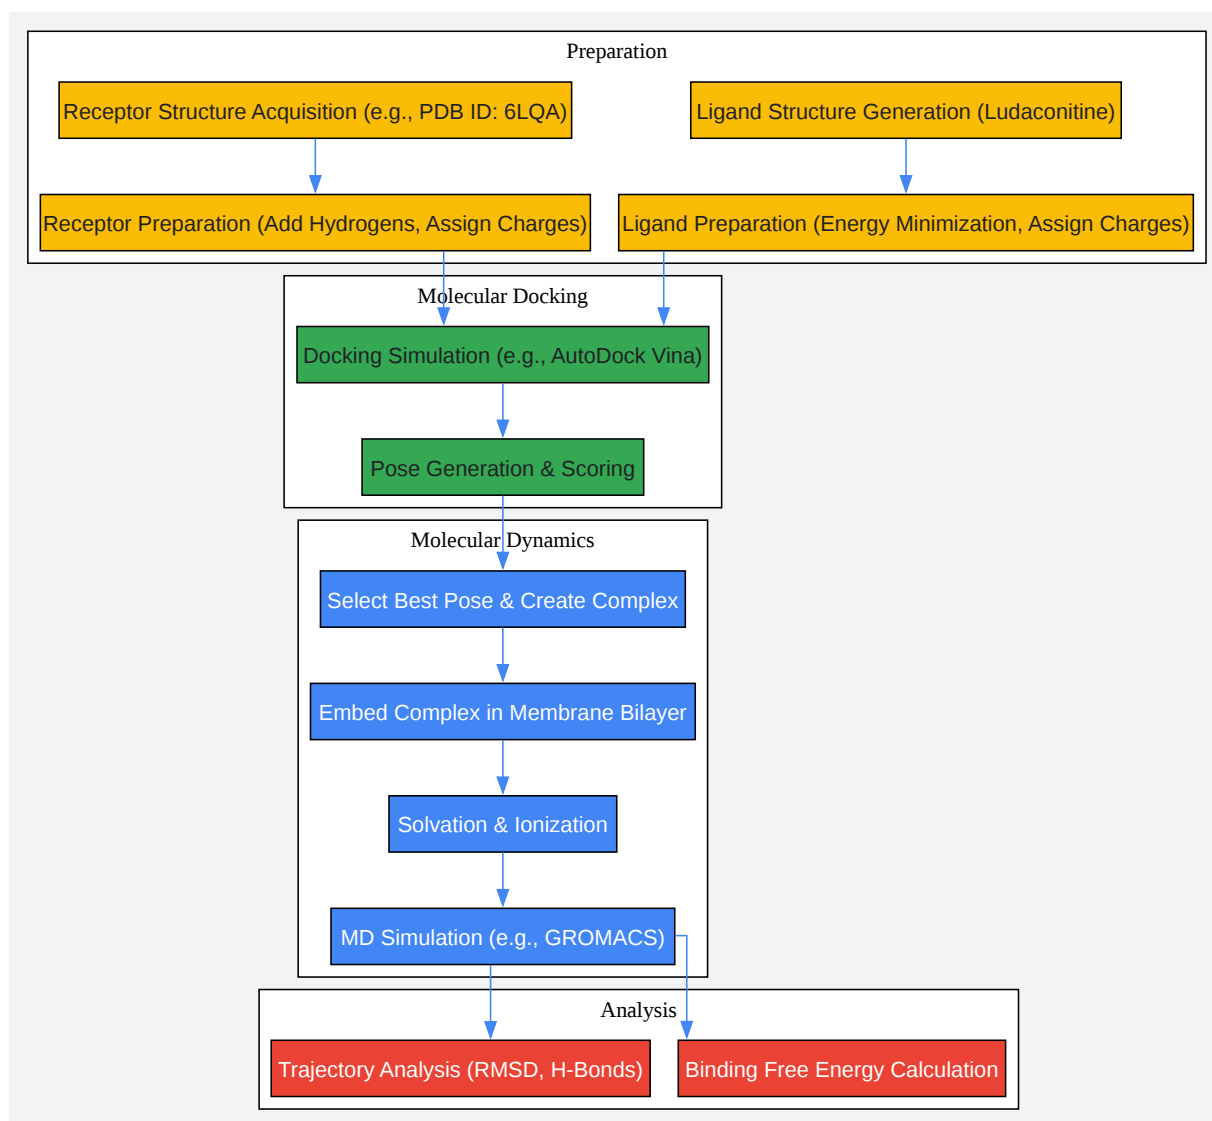 Preparation
Receptor Structure Acquisition (e.g., PDB ID: 6LQA)
Ligand Structure Generation (Ludaconitine)
Receptor Preparation (Add Hydrogens, Assign Charges)
Ligand Preparation (Energy Minimization, Assign Charges)
Molecular Docking
Docking Simulation (e.g., AutoDock Vina)
Pose Generation & Scoring
Molecular Dynamics
Select Best Pose & Create Complex
Embed Complex in Membrane Bilayer
Solvation & Ionization
MD Simulation (e.g., GROMACS)
Analysis
Trajectory Analysis (RMSD, H-Bonds)
Binding Free Energy Calculation